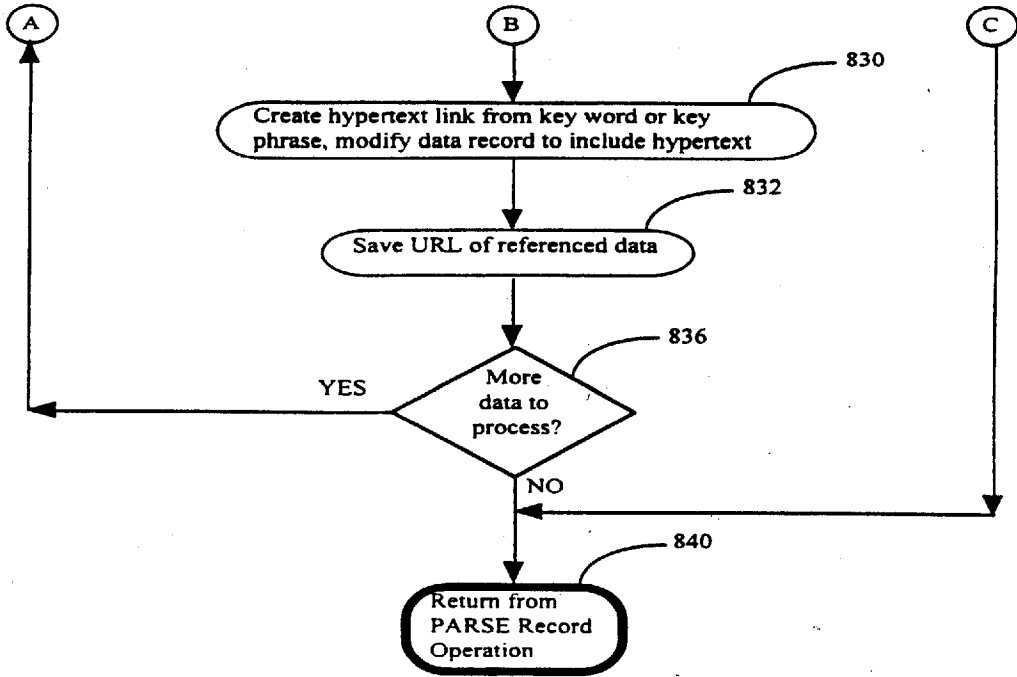 A
B
C
830
Create hypertext link from key word or key
phrase, modify data record to include hypertext
832
Save URL of referenced data
836
More
data to
process?
YES
NO
840
Return from
PARSE Record
Operation